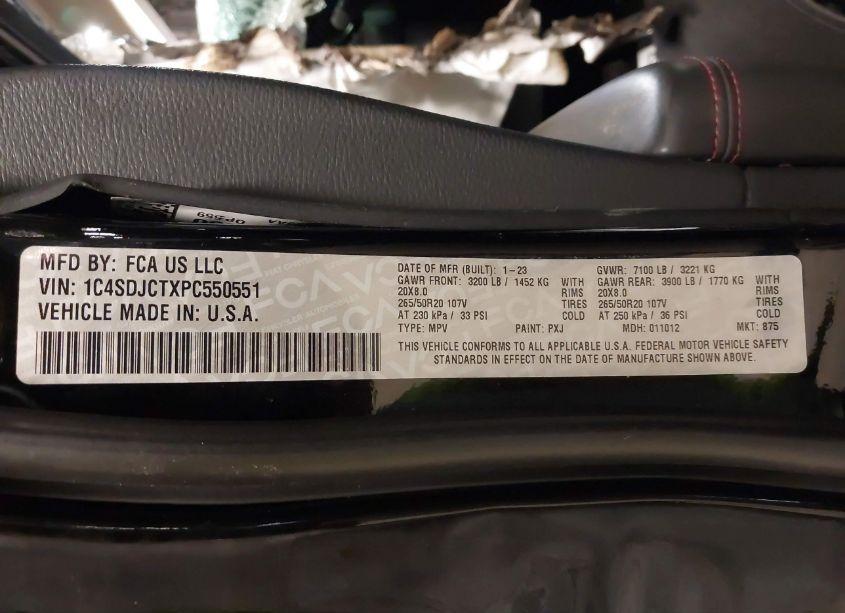 MFD BY: FCA US LLC
VIN: 1C4SDJCTXPC550551
VEHICLE MADE IN: U.S.A.
DATE OF MFR (BUILT): 1-23
GAWR FRONT: 3200 LB / 1452 KG
20X8.0 RIMS
265/50R20 107V TIRES
AT 230 kPa / 33 PSI COLD
TYPE: MPV PAINT: PXJ
GVWR: 7100 LB / 3221 KG
GAWR REAR: 3900 LB / 1770 KG
20X8.0 RIMS
265/50R20 107V TIRES
AT 250 kPa / 36 PSI COLD
MDH: 011012 MKT: 875
THIS VEHICLE CONFORMS TO ALL APPLICABLE U.S.A. FEDERAL MOTOR VEHICLE SAFETY
STANDARDS IN EFFECT ON THE DATE OF MANUFACTURE SHOWN ABOVE.